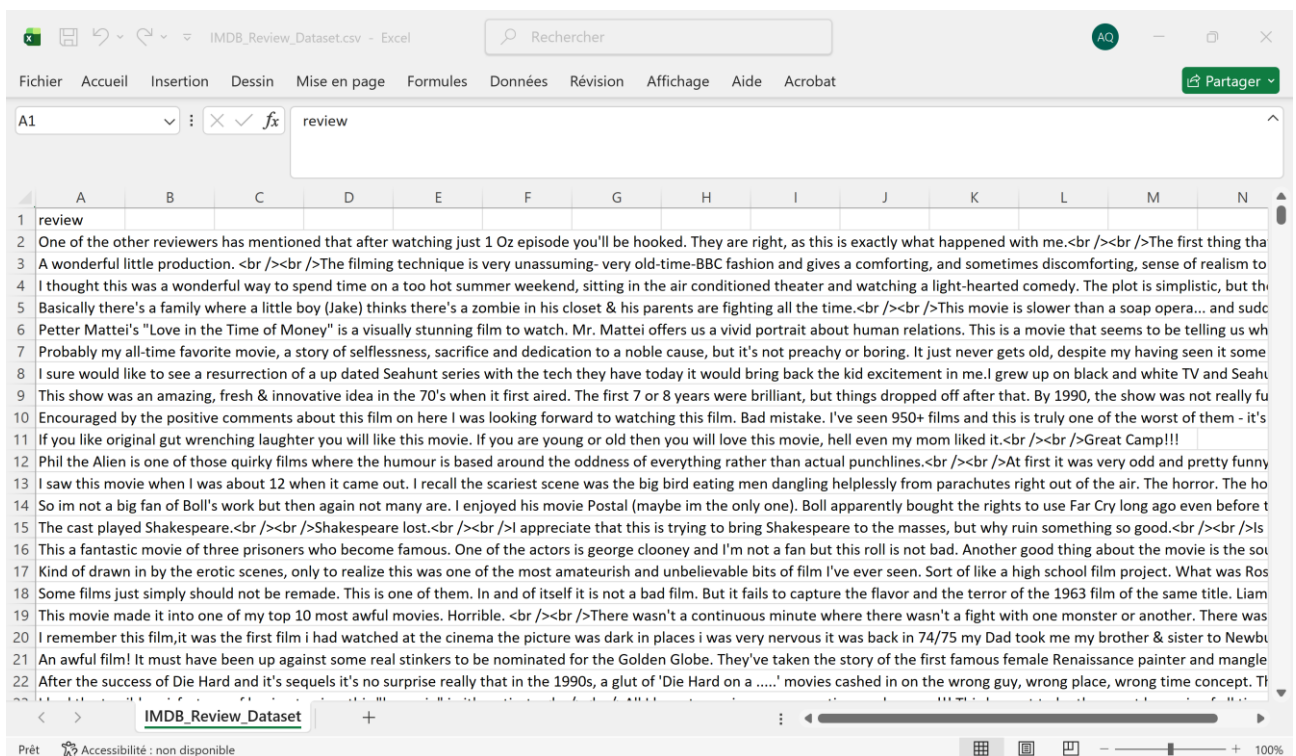 IMDB_Review_Dataset.csv - Excel
Rechercher
AQ
Fichier Accueil Insertion Dessin Mise en page Formules Données Révision Affichage Aide Acrobat
Partager
A1 fx review
A B C D E F G H I J K L M N
1 review
2 One of the other reviewers has mentioned that after watching just 1 Oz episode you'll be hooked. They are right, as this is exactly what happened with me.<br /><br />The first thing tha
3 A wonderful little production. <br /><br />The filming technique is very unassuming- very old-time-BBC fashion and gives a comforting, and sometimes discomforting, sense of realism to
4 I thought this was a wonderful way to spend time on a too hot summer weekend, sitting in the air conditioned theater and watching a light-hearted comedy. The plot is simplistic, but the
5 Basically there's a family where a little boy (Jake) thinks there's a zombie in his closet & his parents are fighting all the time.<br /><br />This movie is slower than a soap opera... and sudd
6 Petter Mattei's "Love in the Time of Money" is a visually stunning film to watch. Mr. Mattei offers us a vivid portrait about human relations. This is a movie that seems to be telling us wh
7 Probably my all-time favorite movie, a story of selflessness, sacrifice and dedication to a noble cause, but it's not preachy or boring. It just never gets old, despite my having seen it some
8 I sure would like to see a resurrection of a up dated Seahunt series with the tech they have today it would bring back the kid excitement in me.I grew up on black and white TV and Seahu
9 This show was an amazing, fresh & innovative idea in the 70's when it first aired. The first 7 or 8 years were brilliant, but things dropped off after that. By 1990, the show was not really fu
10 Encouraged by the positive comments about this film on here I was looking forward to watching this film. Bad mistake. I've seen 950+ films and this is truly one of the worst of them - it's
11 If you like original gut wrenching laughter you will like this movie. If you are young or old then you will love this movie, hell even my mom liked it.<br /><br />Great Camp!!!
12 Phil the Alien is one of those quirky films where the humour is based around the oddness of everything rather than actual punchlines.<br /><br />At first it was very odd and pretty funny
13 I saw this movie when I was about 12 when it came out. I recall the scariest scene was the big bird eating men dangling helplessly from parachutes right out of the air. The horror. The ho
14 So im not a big fan of Boll's work but then again not many are. I enjoyed his movie Postal (maybe im the only one). Boll apparently bought the rights to use Far Cry long ago even before t
15 The cast played Shakespeare.<br /><br />Shakespeare lost.<br /><br />I appreciate that this is trying to bring Shakespeare to the masses, but why ruin something so good.<br /><br />Is
16 This a fantastic movie of three prisoners who become famous. One of the actors is george clooney and I'm not a fan but this roll is not bad. Another good thing about the movie is the sou
17 Kind of drawn in by the erotic scenes, only to realize this was one of the most amateurish and unbelievable bits of film I've ever seen. Sort of like a high school film project. What was Ros
18 Some films just simply should not be remade. This is one of them. In and of itself it is not a bad film. But it fails to capture the flavor and the terror of the 1963 film of the same title. Liam
19 This movie made it into one of my top 10 most awful movies. Horrible. <br /><br />There wasn't a continuous minute where there wasn't a fight with one monster or another. There was
20 I remember this film,it was the first film i had watched at the cinema the picture was dark in places i was very nervous it was back in 74/75 my Dad took me my brother & sister to Newbu
21 An awful film! It must have been up against some real stinkers to be nominated for the Golden Globe. They've taken the story of the first famous female Renaissance painter and mangle
22 After the success of Die Hard and it's sequels it's no surprise really that in the 1990s, a glut of 'Die Hard on a .....' movies cashed in on the wrong guy, wrong place, wrong time concept. Th
IMDB_Review_Dataset
Prêt Accessibilité : non disponible 100%